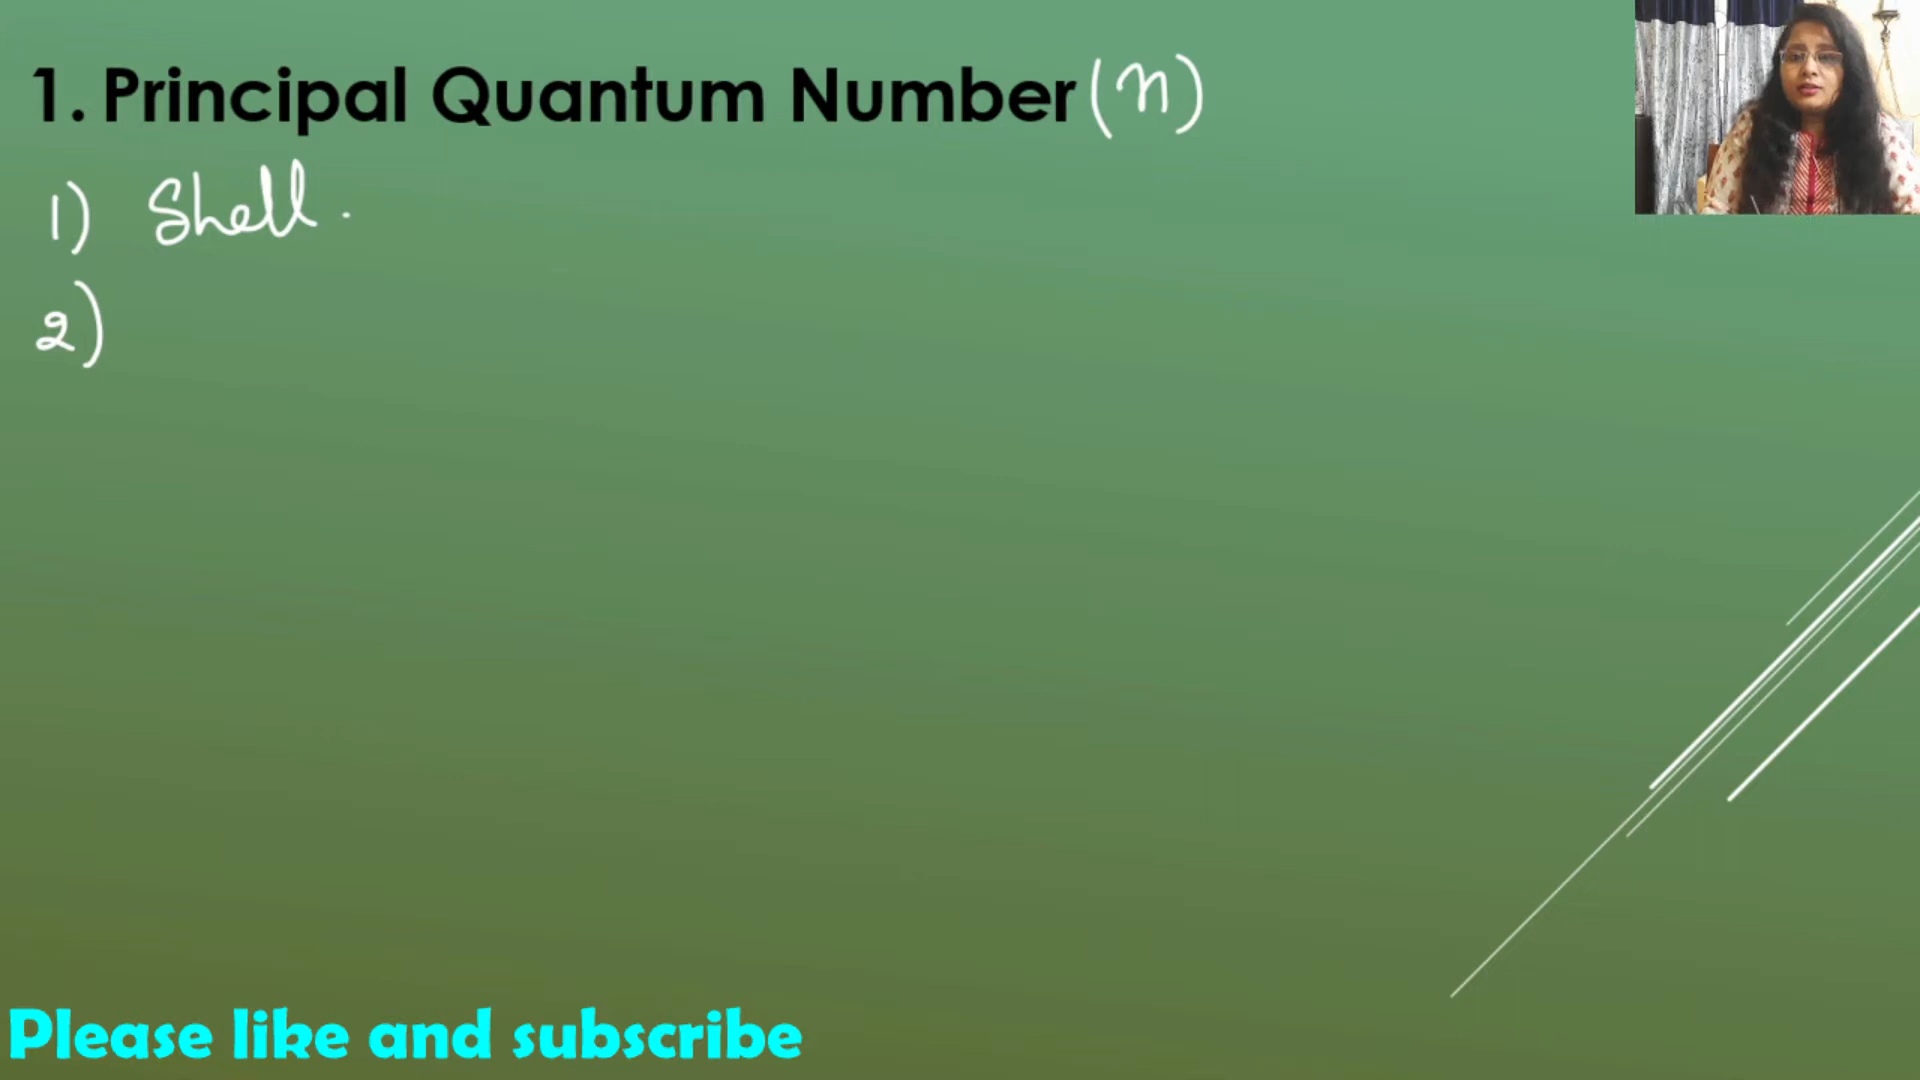 1. Principal Quantum Number (n)
1) Shell.
2)
Please like and subscribe